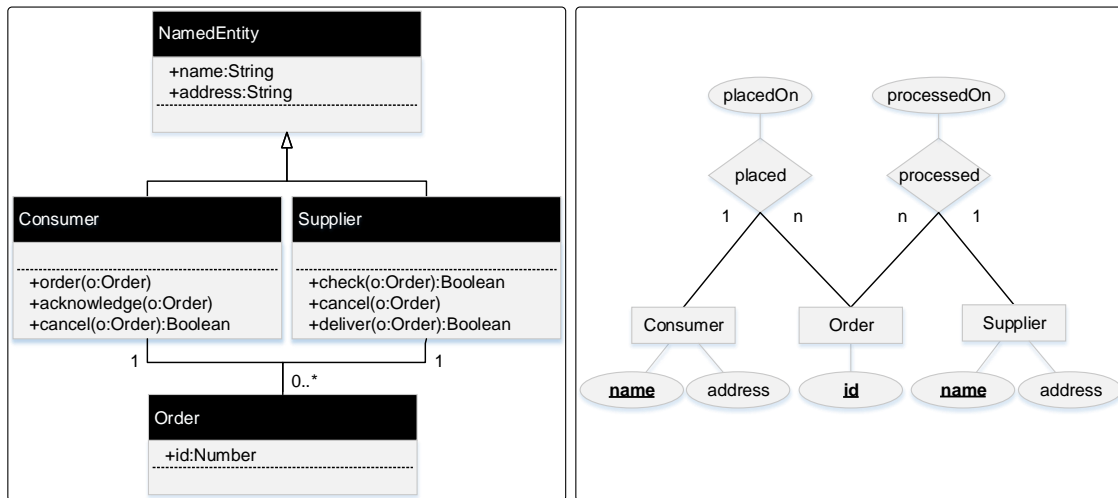 NamedEntity
+name:String
+address:String
Consumer
+order(o:Order)
+acknowledge(o:Order)
+cancel(o:Order):Boolean
Supplier
+check(o:Order):Boolean
+cancel(o:Order)
+deliver(o:Order):Boolean
1
1
0..*
Order
+id:Number
placedOn
processedOn
placed
processed
1
n
n
1
Consumer
Order
Supplier
name
address
id
name
address